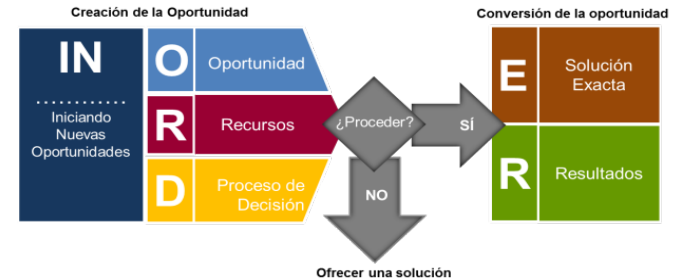 Creación de la Oportunidad
Conversión de la oportunidad
IN
Iniciando
Nuevas
Oportunidades
O
Oportunidad
R
Recursos
D
Proceso de
Decisión
¿Proceder?
SÍ
NO
Ofrecer una solución
E
Solución
Exacta
R
Resultados